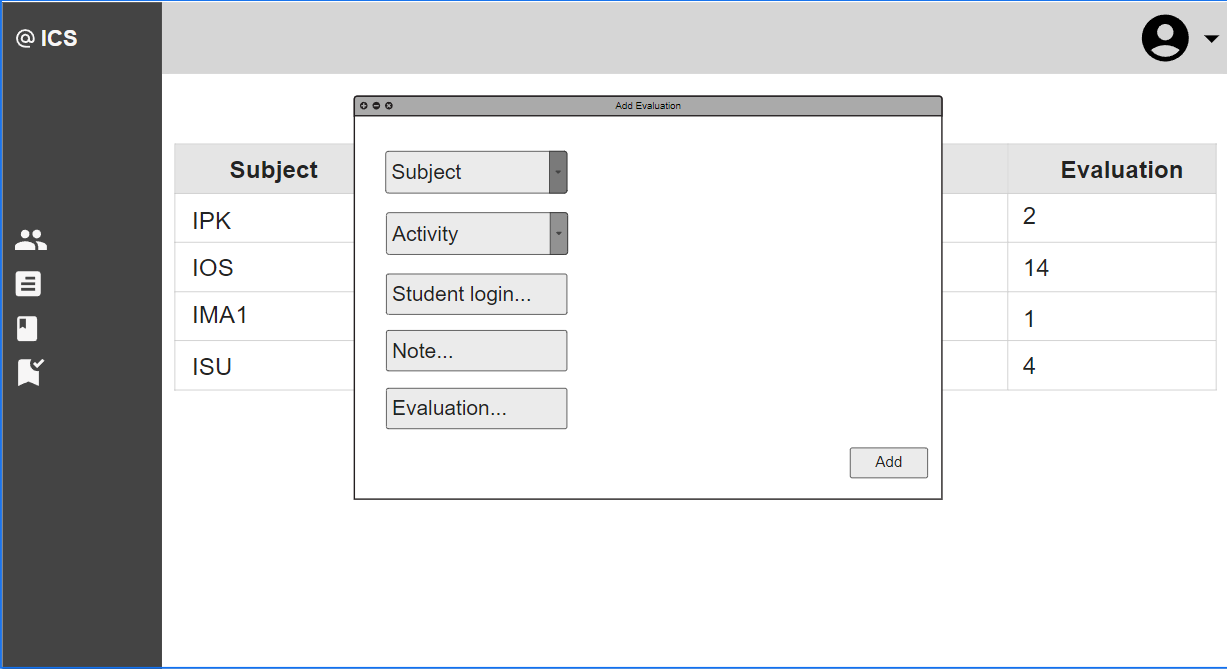 @ ICS
Add Evaluation
Subject Evaluation
Subject
Activity
Student login...
Note...
Evaluation...
Add
IPK 2
IOS 14
IMA1 1
ISU 4